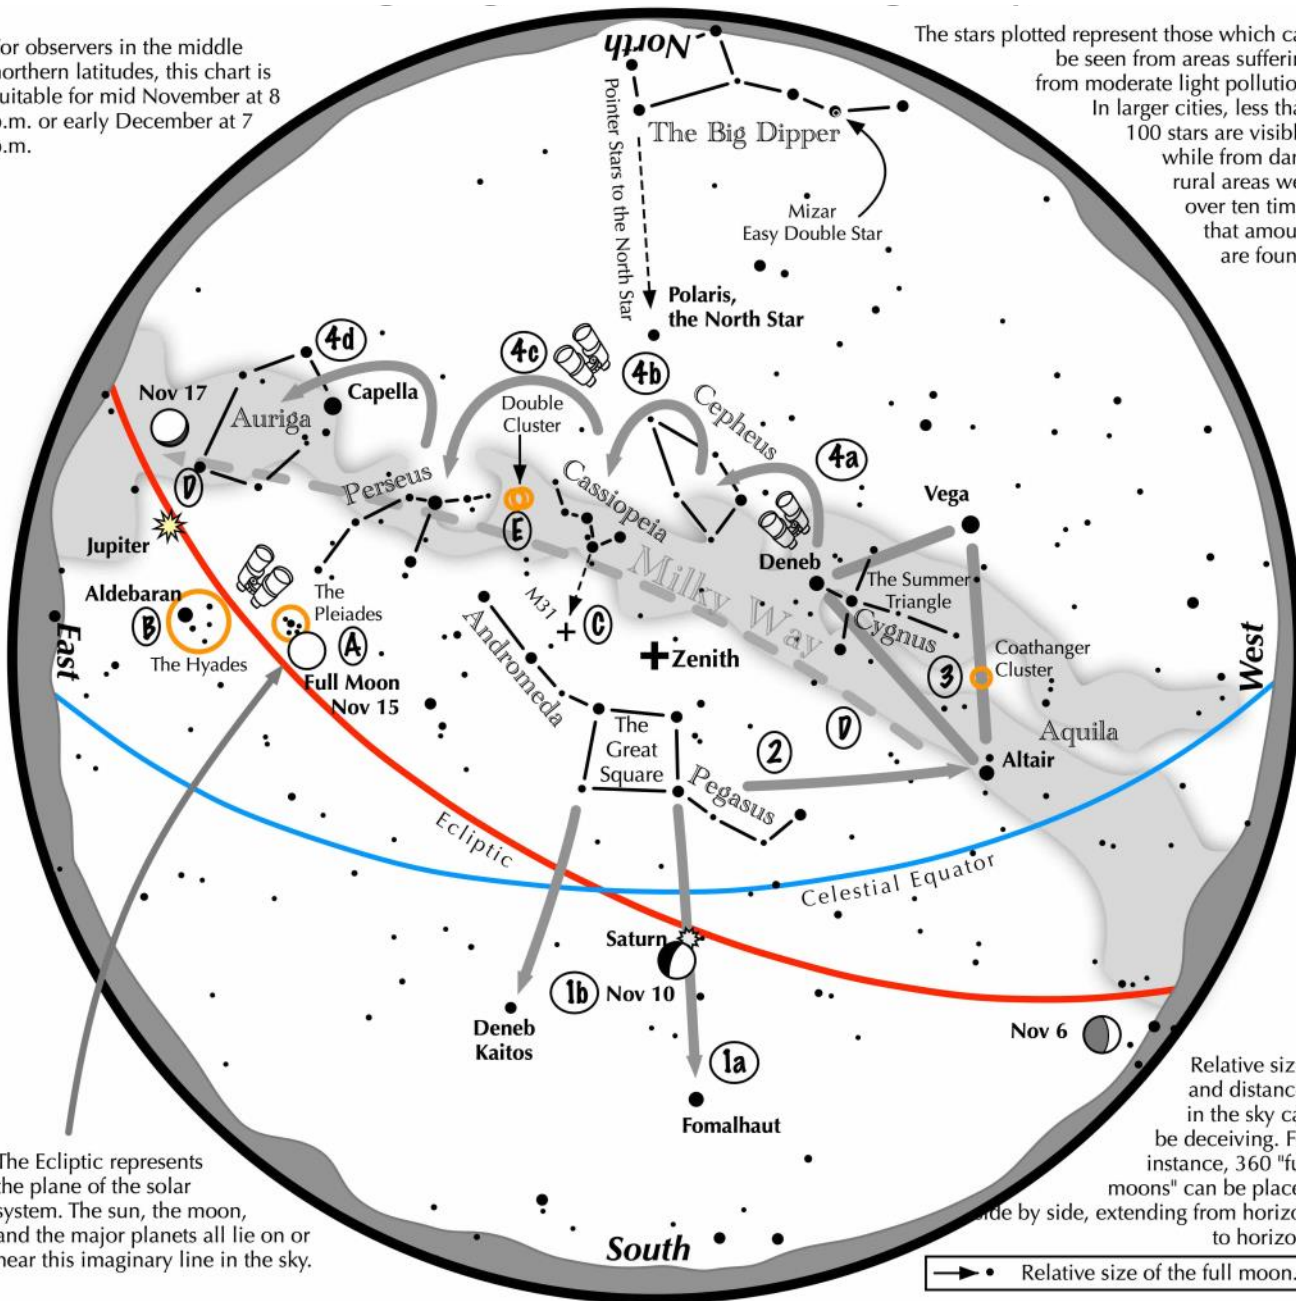 for observers in the middle
northern latitudes, this chart is
suitable for mid November at 8
p.m. or early December at 7
p.m.
The stars plotted represent those which ca
be seen from areas sufferin
from moderate light pollutio
In larger cities, less tha
100 stars are visibl
while from dar
rural areas we
over ten tim
that amou
are foun
North
Pointer Stars to the North Star
The Big Dipper
Mizar
Easy Double Star
Polaris,
the North Star
4d
4c
4b
4a
Nov 17
Capella
Auriga
Double
Cluster
Cepheus
Perseus
Cassiopeia
Vega
D
E
Jupiter
Milky Way
Deneb
The Summer
Triangle
Cygnus
Aldebaran
B
The Hyades
The
Pleiades
A
Full Moon
Nov 15
M31
C
Andromeda
Zenith
Coathanger
Cluster
3
East
West
The
Great
Square
Pegasus
2
D
Aquila
Altair
Ecliptic
Celestial Equator
Saturn
1b
Nov 10
Deneb
Kaitos
Nov 6
1a
Fomalhaut
The Ecliptic represents
the plane of the solar
system. The sun, the moon,
and the major planets all lie on or
near this imaginary line in the sky.
Relative siz
and distanc
in the sky ca
be deceiving. F
instance, 360 "fu
moons" can be place
side by side, extending from horizo
to horizo
South
Relative size of the full moon.